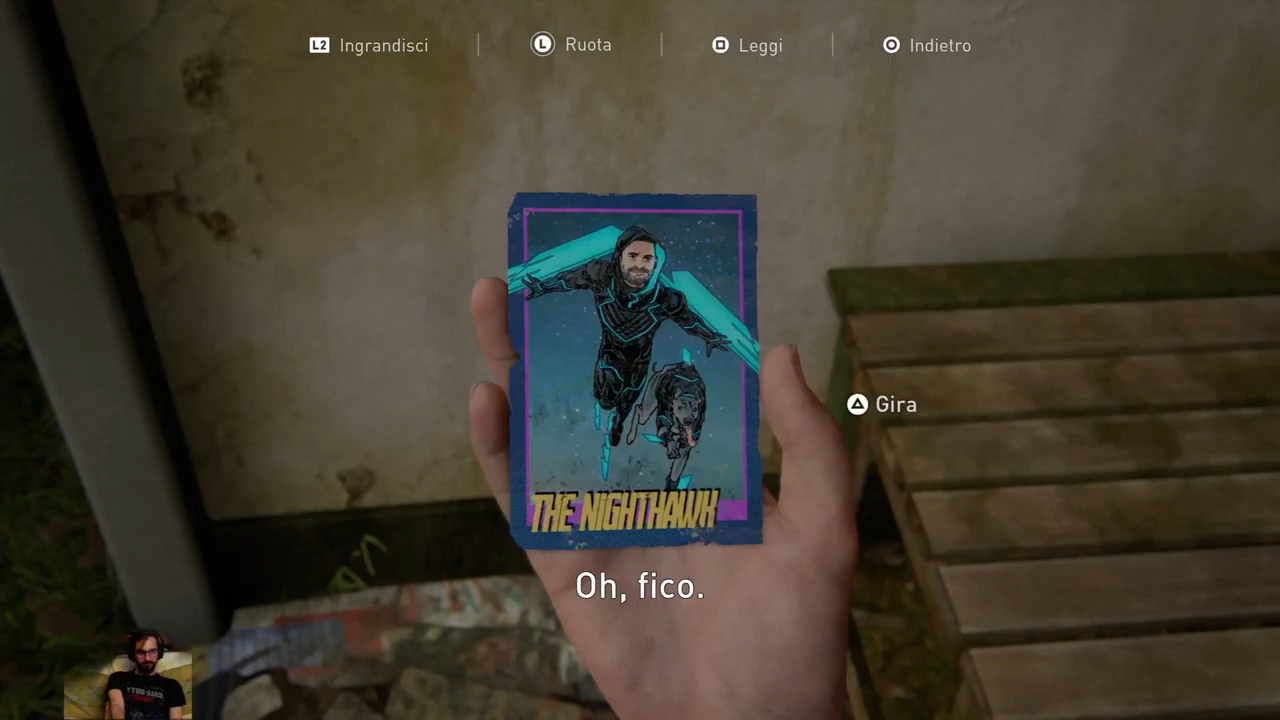 L2 Ingrandisci
L Ruota
Leggi
Indietro
Gira
THE NIGHTHAWK
Oh, fico.